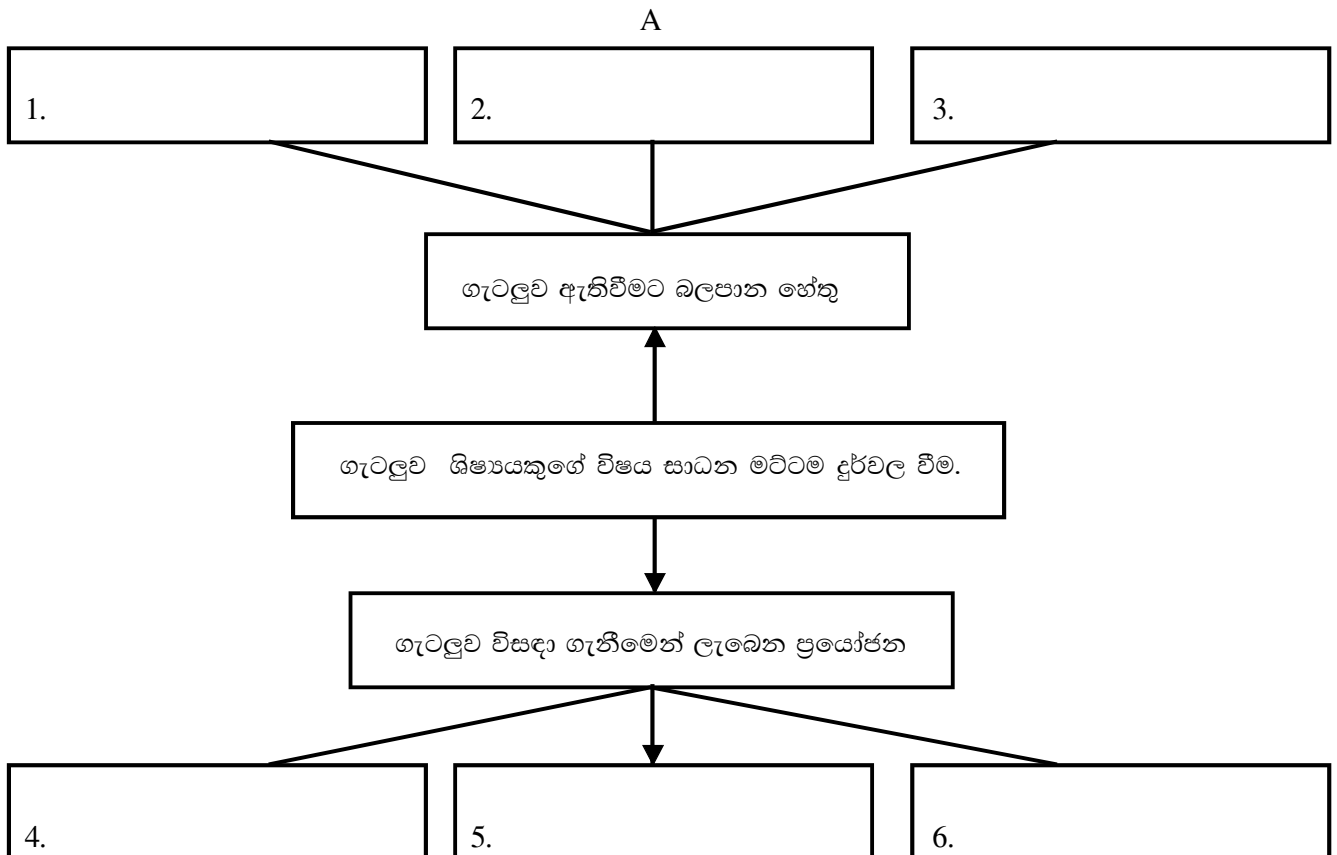 A
1.
2.
3.
ගැටලුව ඇතිවීමට බලපාන හේතු
ගැටලුව ශිෂ්‍යයකුගේ විෂය සාධන මට්ටම දුර්වල වීම.
ගැටලුව විසඳා ගැනීමෙන් ලැබෙන ප්‍රයෝජන
4.
5.
6.